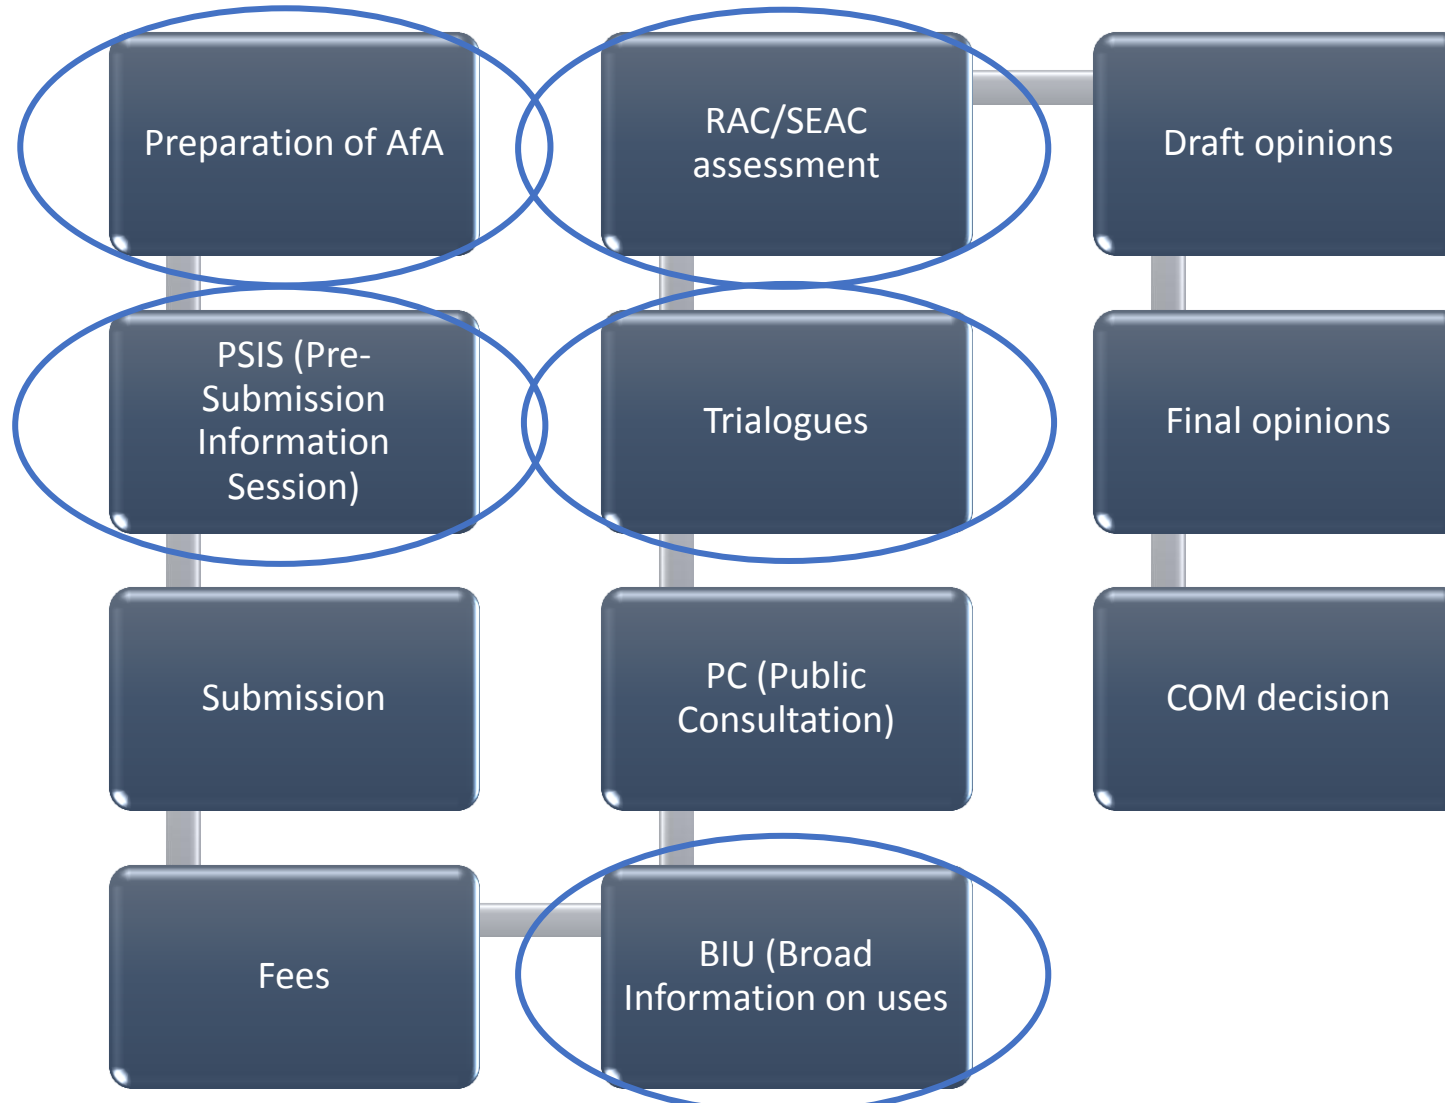 Preparation of AfA
PSIS (Pre-
Submission
Information
Session)
Submission
Fees
BIU (Broad
Information on uses
PC (Public
Consultation)
Trialogues
RAC/SEAC
assessment
Draft opinions
Final opinions
COM decision